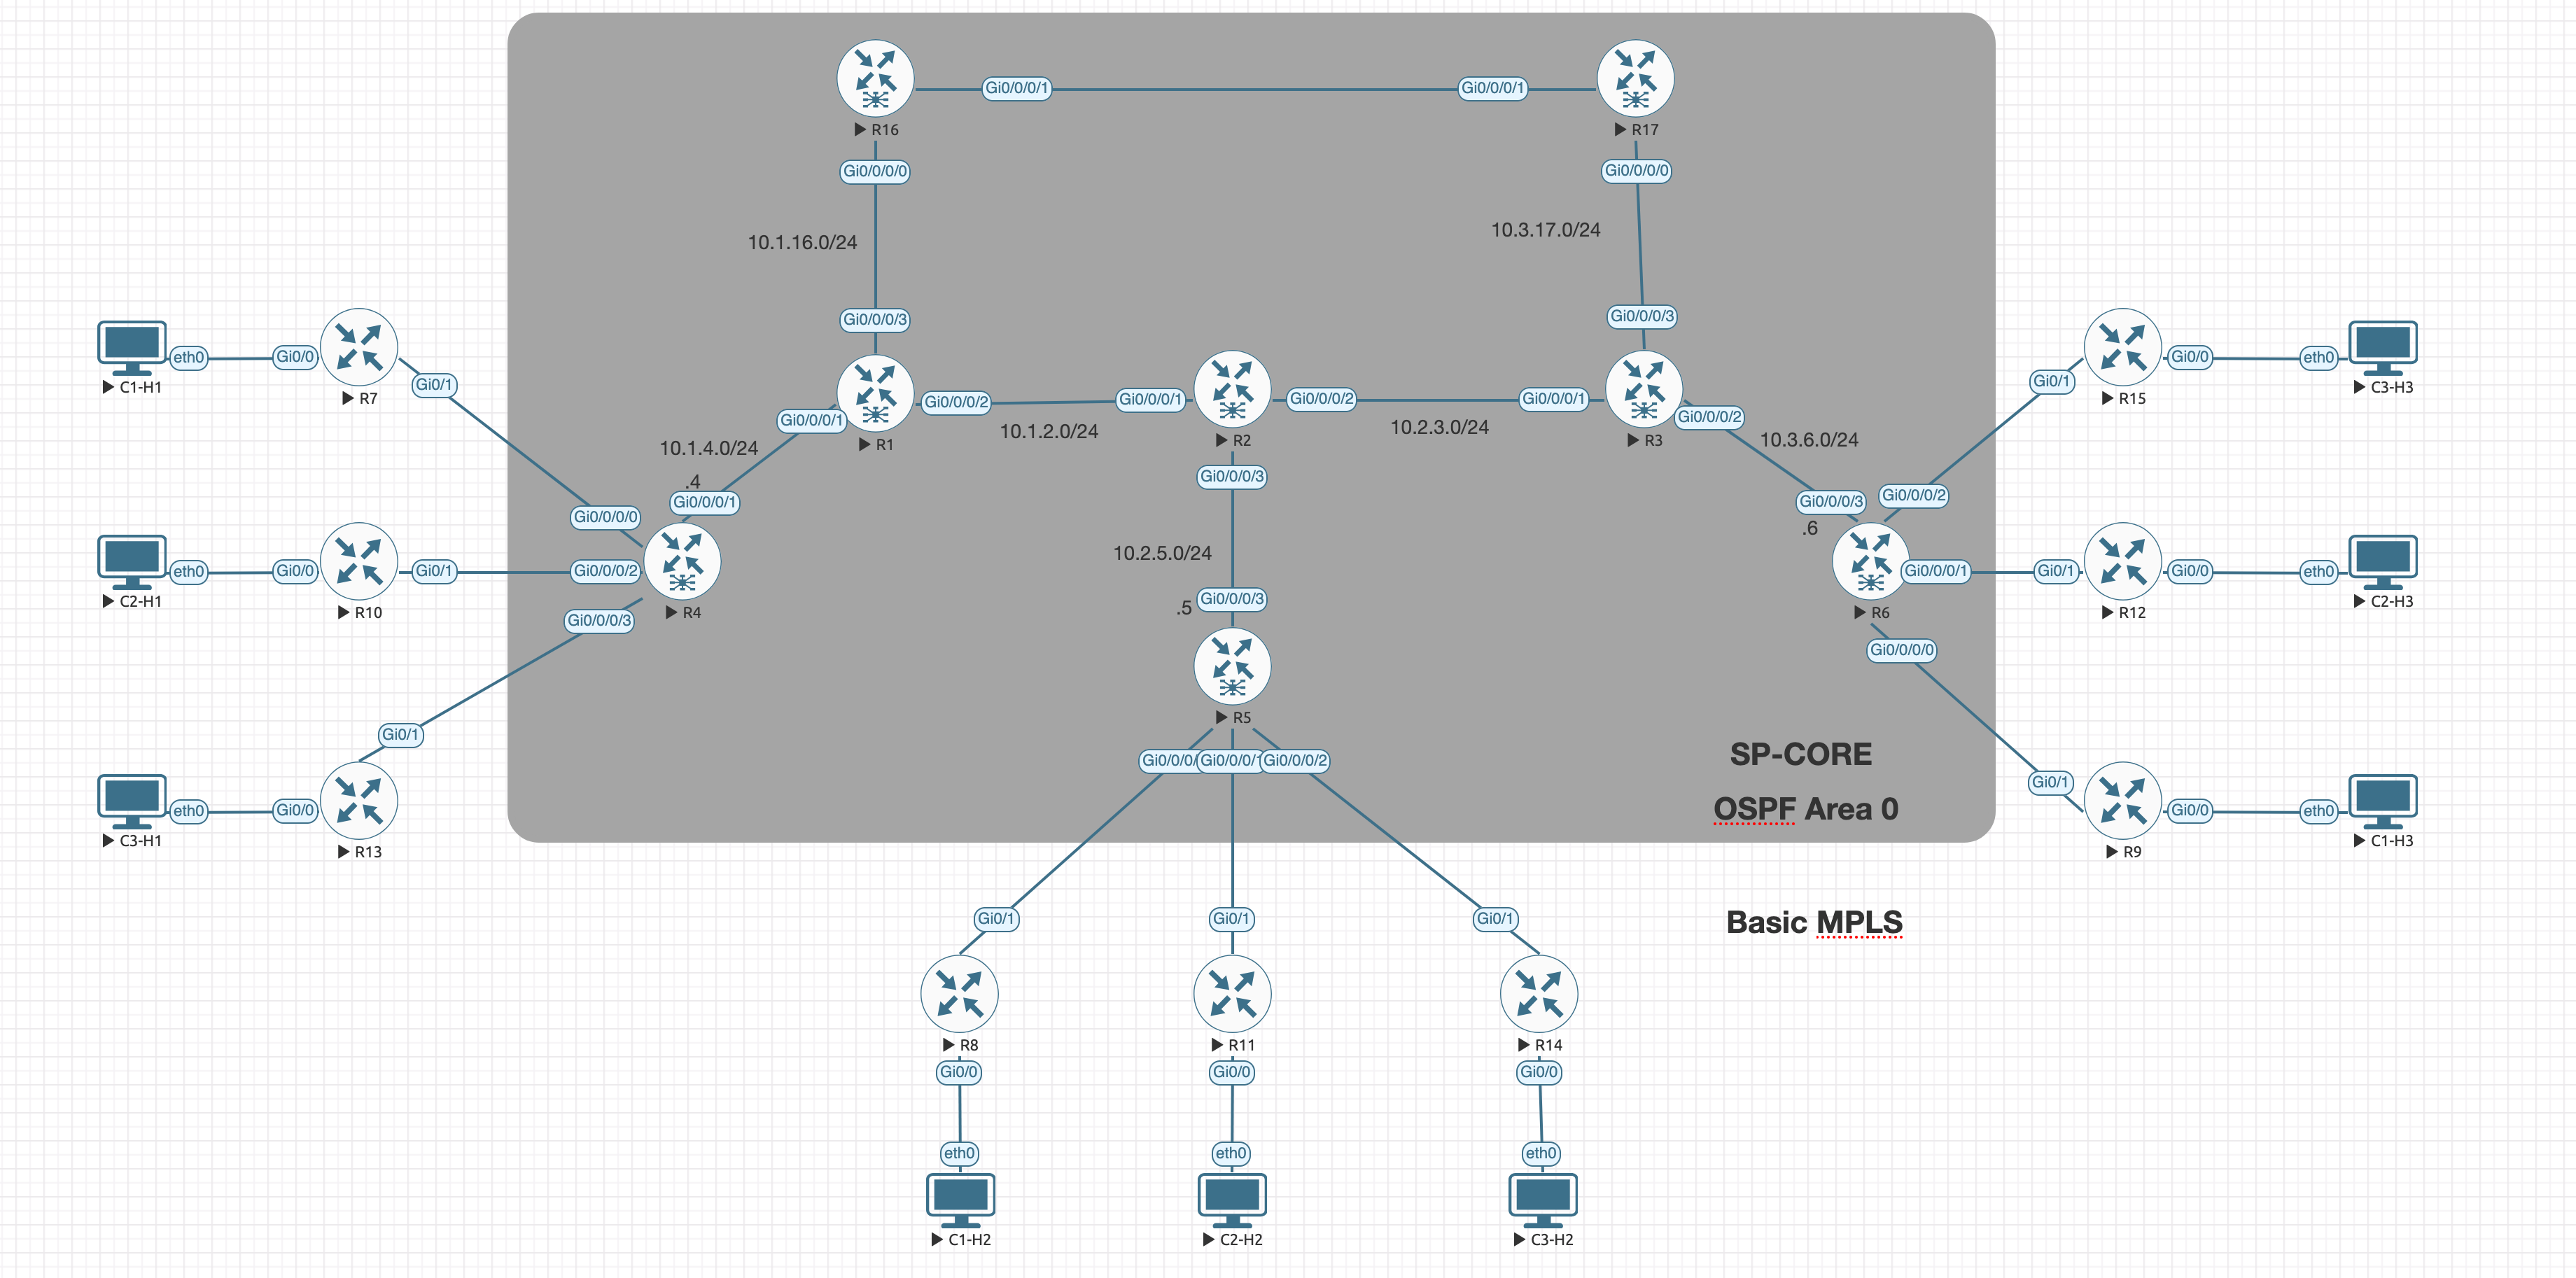 R16
Gi0/0/0/1
Gi0/0/0/1
R17
Gi0/0/0/0
Gi0/0/0/0
10.1.16.0/24
10.3.17.0/24
Gi0/0/0/3
Gi0/0/0/3
C1-H1
eth0
Gi0/0
R7
Gi0/1
R1
Gi0/0/0/1
Gi0/0/0/2
10.1.2.0/24
Gi0/0/0/1
R2
Gi0/0/0/2
10.2.3.0/24
Gi0/0/0/1
R3
Gi0/0/0/2
10.3.6.0/24
Gi0/1
R15
Gi0/0
eth0
C3-H3
10.1.4.0/24
.4
Gi0/0/0/1
Gi0/0/0/0
Gi0/0/0/3
10.2.5.0/24
.5
Gi0/0/0/3
Gi0/0/0/3
.6
Gi0/0/0/2
C2-H1
eth0
Gi0/0
R10
Gi0/1
Gi0/0/0/2
R4
Gi0/0/0/3
R6
Gi0/0/0/1
Gi0/1
R12
Gi0/0
eth0
C2-H3
Gi0/0/0/0
C3-H1
eth0
Gi0/0
R13
Gi0/1
R5
Gi0/0/0/
Gi0/0/0/1
Gi0/0/0/2
SP-CORE
OSPF Area 0
Gi0/1
R9
Gi0/0
eth0
C1-H3
Basic MPLS
Gi0/1
Gi0/1
Gi0/1
R8
R11
R14
Gi0/0
Gi0/0
Gi0/0
eth0
eth0
eth0
C1-H2
C2-H2
C3-H2